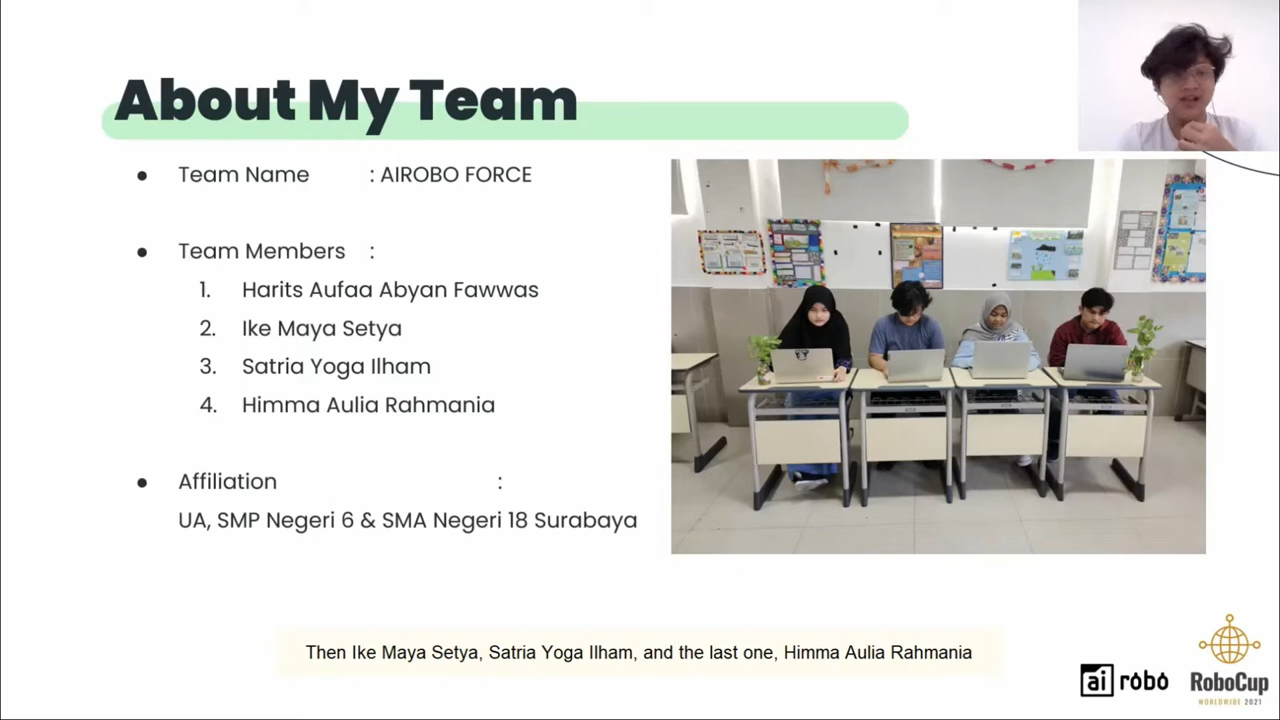 About My Team
● Team Name : AIROBO FORCE
● Team Members :
1. Harits Aufaa Abyan Fawwas
2. Ike Maya Setya
3. Satria Yoga Ilham
4. Himma Aulia Rahmania
● Affiliation :
UA, SMP Negeri 6 & SMA Negeri 18 Surabaya
Then Ike Maya Setya, Satria Yoga Ilham, and the last one, Himma Aulia Rahmania
ai robo
RoboCup
WORLDWIDE 2021